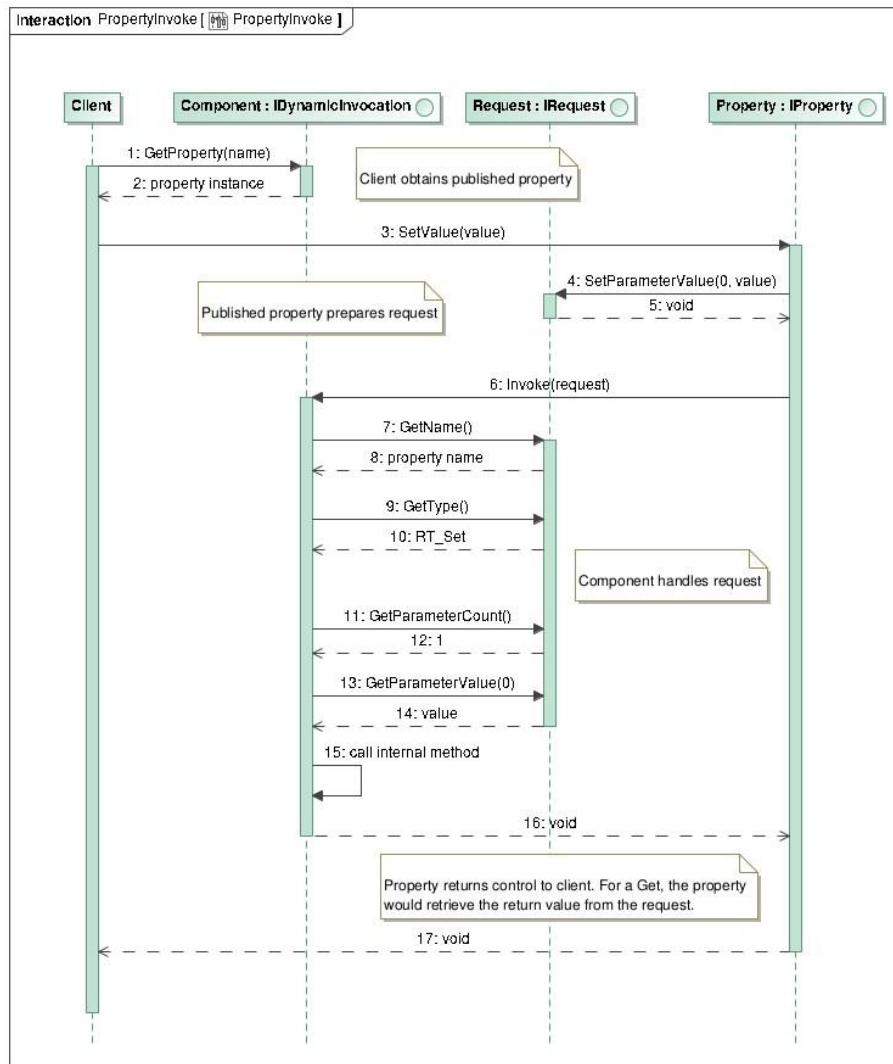 Interaction PropertyInvoke [ PropertyInvoke ]
Client
Component : IDynamicInvocation
Request : IRequest
Property : IProperty
1: GetProperty(name)
Client obtains published property
2: property instance
3: SetValue(value)
4: SetParameterValue(0, value)
Published property prepares request
5: void
6: Invoke(request)
7: GetName()
8: property name
9: GetType()
10: RT_Set
Component handles request
11: GetParameterCount()
12: 1
13: GetParameterValue(0)
14: value
15: call internal method
16: void
Property returns control to client. For a Get, the property
would retrieve the return value from the request.
17: void